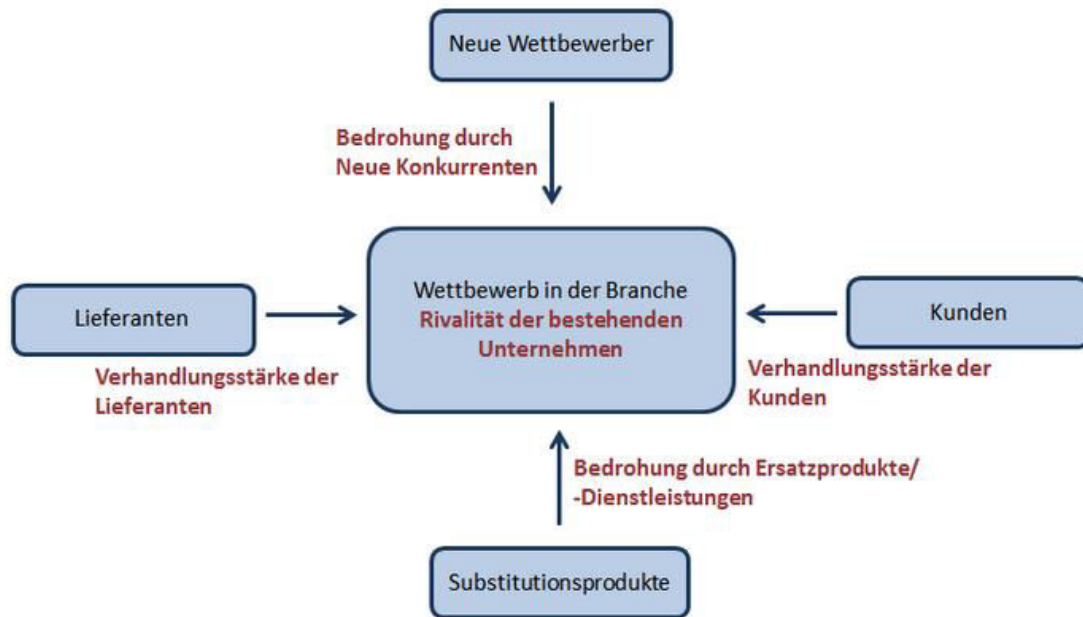 Neue Wettbewerber
Bedrohung durch
Neue Konkurrenten
Wettbewerb in der Branche
Rivalität der bestehenden
Unternehmen
Lieferanten
Verhandlungsstärke der
Lieferanten
Kunden
Verhandlungsstärke der
Kunden
Bedrohung durch Ersatzprodukte/
-Dienstleistungen
Substitutionsprodukte